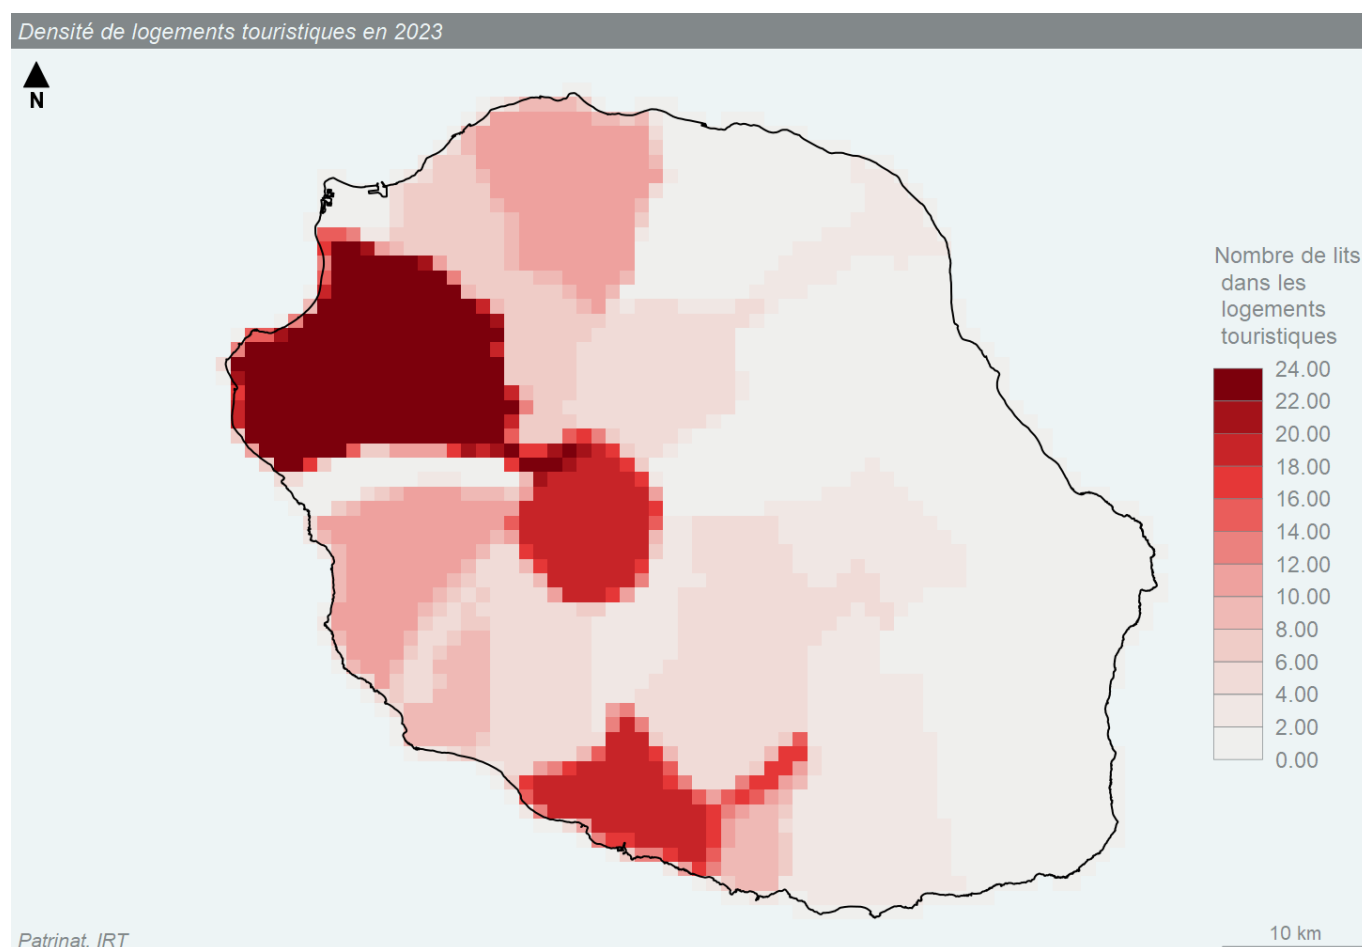 Densité de logements touristiques en 2023
N
Nombre de lits
dans les
logements
touristiques
24.00
22.00
20.00
18.00
16.00
14.00
12.00
10.00
8.00
6.00
4.00
2.00
0.00
10 km
Patrinat, IRT